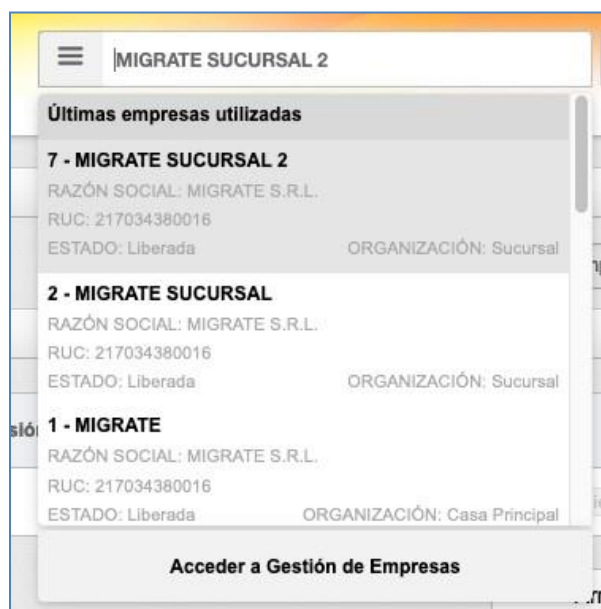 MIGRATE SUCURSAL 2
Últimas empresas utilizadas
7 - MIGRATE SUCURSAL 2
RAZÓN SOCIAL: MIGRATE S.R.L.
RUC: 217034380016
ESTADO: Liberada ORGANIZACIÓN: Sucursal
2 - MIGRATE SUCURSAL
RAZÓN SOCIAL: MIGRATE S.R.L.
RUC: 217034380016
ESTADO: Liberada ORGANIZACIÓN: Sucursal
1 - MIGRATE
RAZÓN SOCIAL: MIGRATE S.R.L.
RUC: 217034380016
ESTADO: Liberada ORGANIZACIÓN: Casa Principal
Acceder a Gestión de Empresas